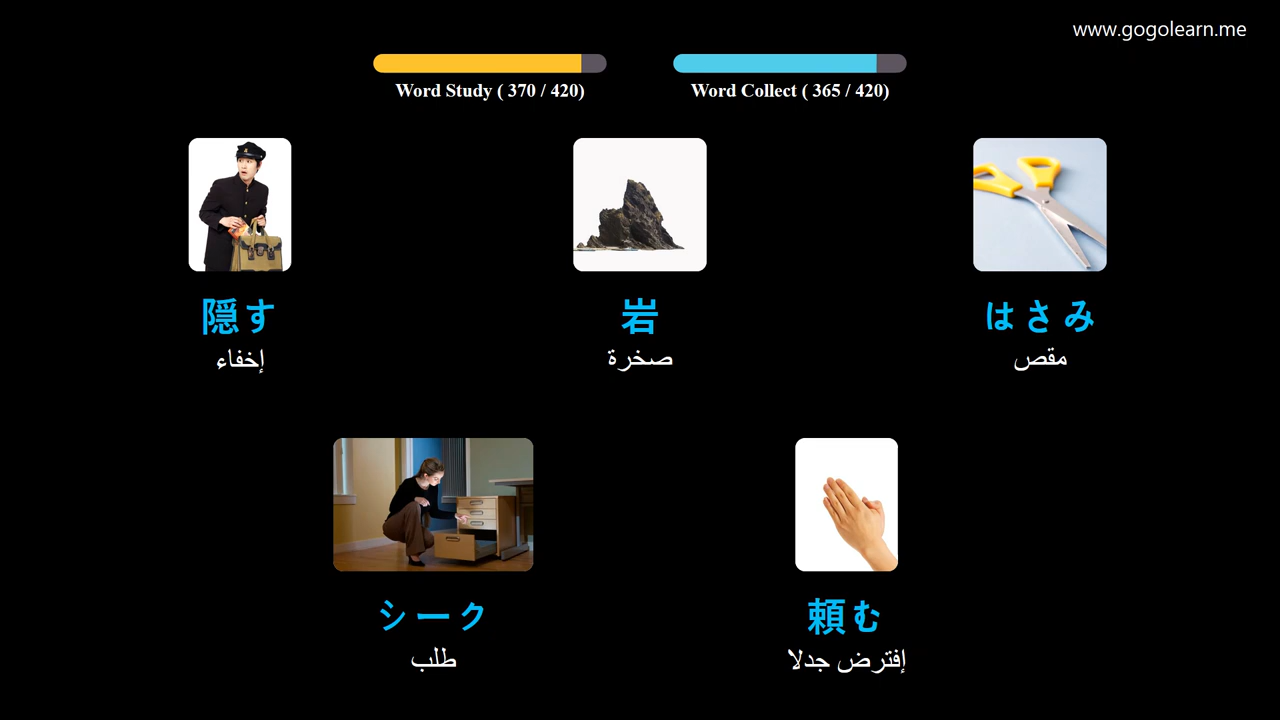 www.gogolearn.me
Word Study ( 370 / 420)
Word Collect ( 365 / 420)
隠す
إخفاء
岩
صخرة
はさみ
مقص
シーク
طلب
頼む
إفترض جدلا